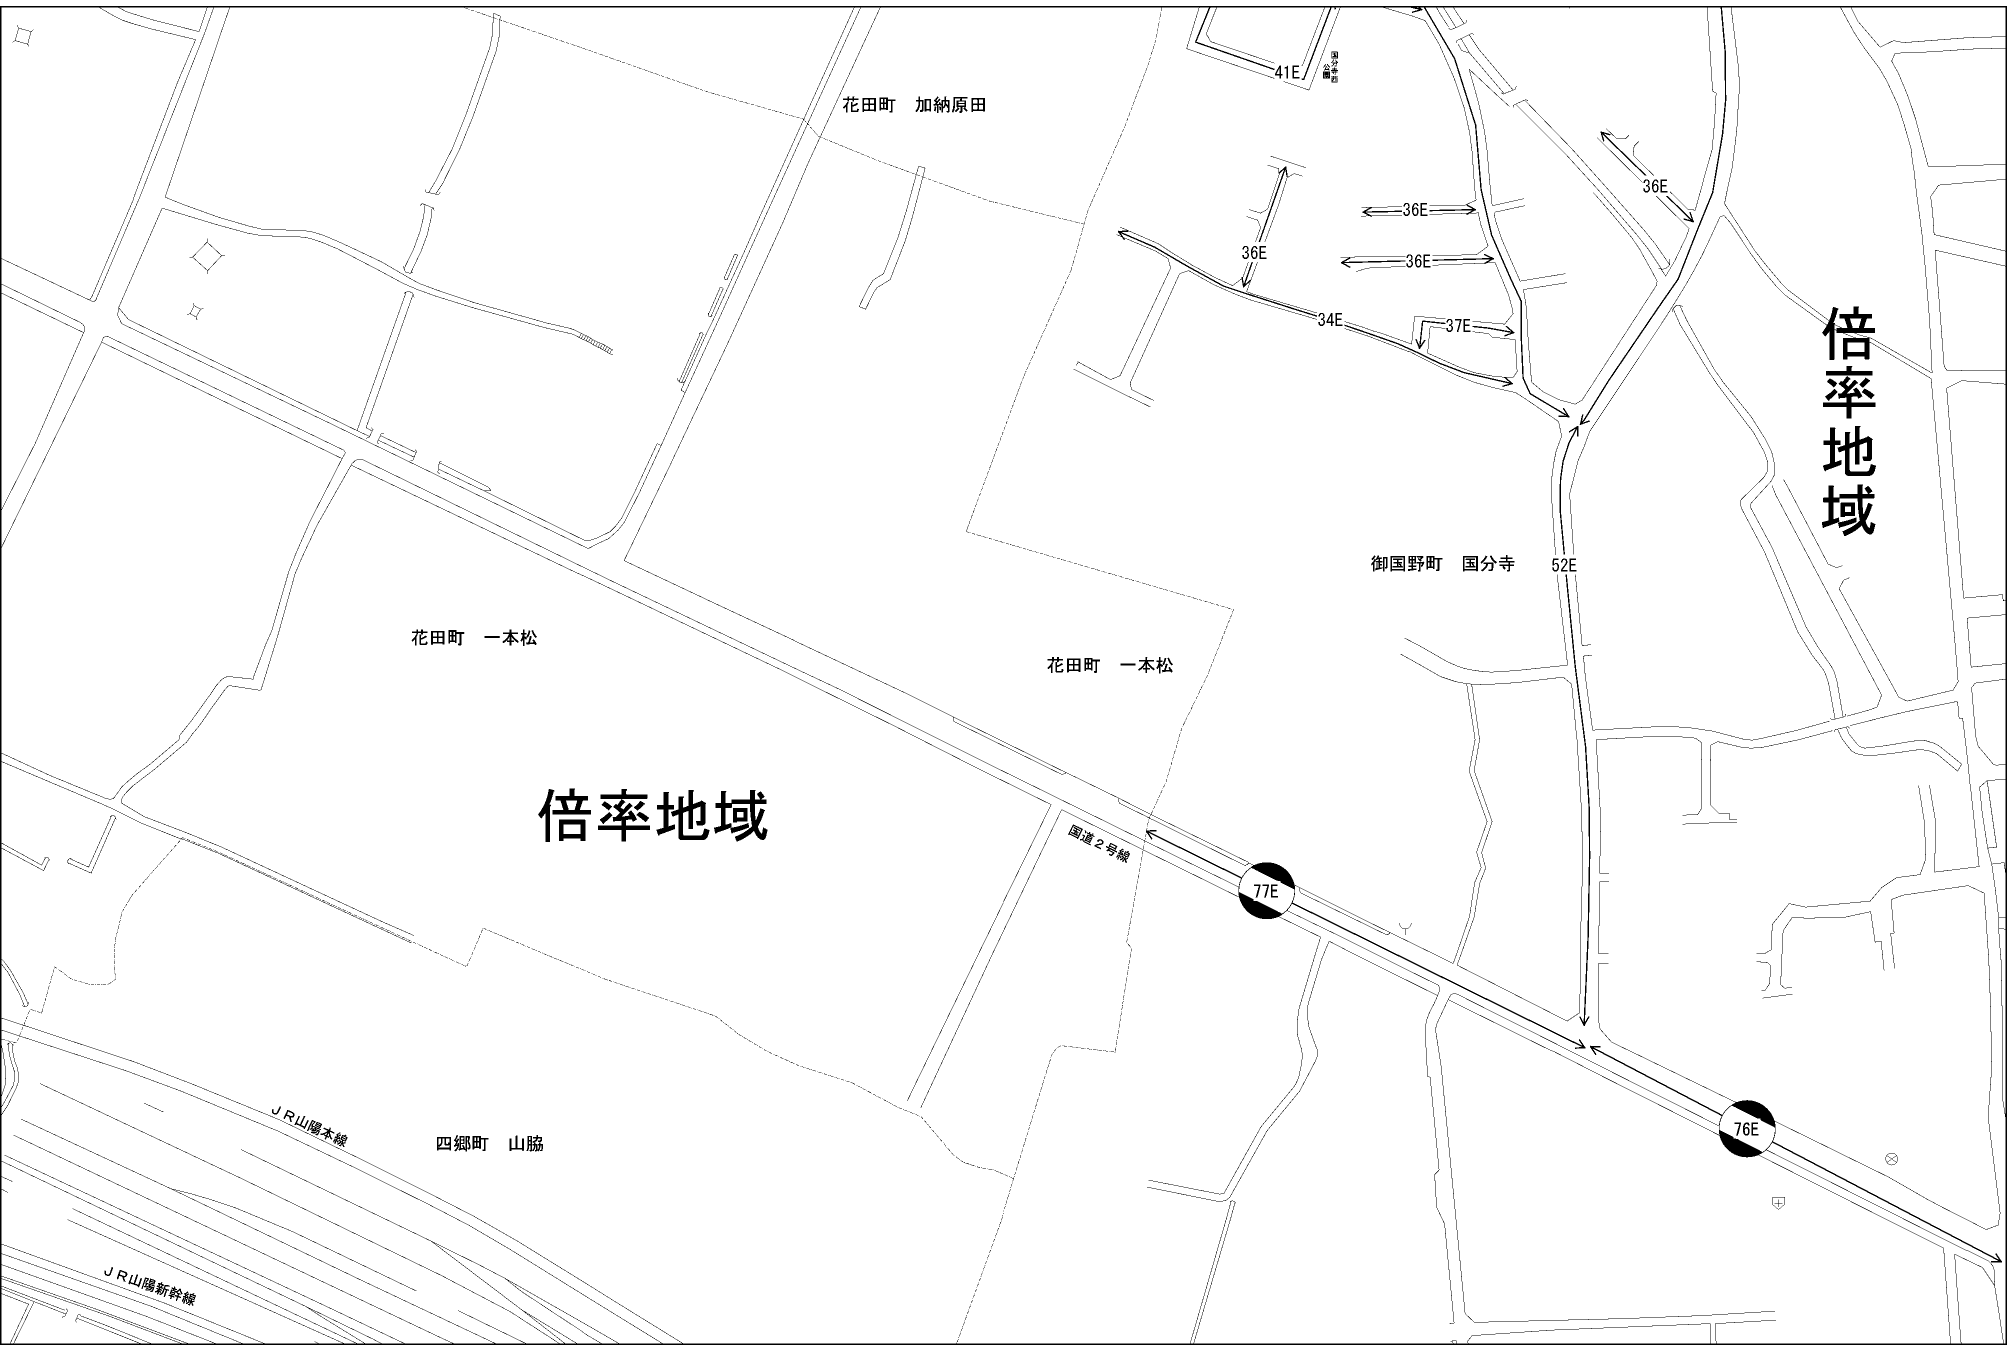 41E
国分寺西
公園
花田町　加納原田
36E
36E
36E
36E
34E
37E
倍率地域
御国野町　国分寺
52E
花田町　一本松
花田町　一本松
倍率地域
国道２号線
77E
76E
ＪＲ山陽本線
四郷町　山脇
ＪＲ山陽新幹線